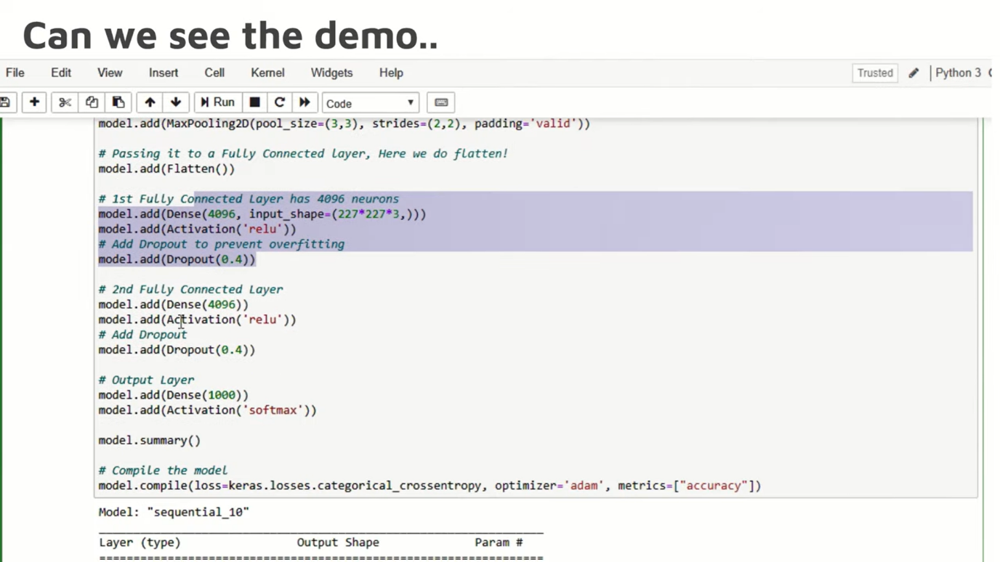 Can we see the demo..
File Edit View Insert Cell Kernel Widgets Help Trusted Python 3
Run Code
model.add(MaxPooling2D(pool_size=(3,3), strides=(2,2), padding='valid'))
# Passing it to a Fully Connected layer, Here we do flatten!
model.add(Flatten())
# 1st Fully Connected Layer has 4096 neurons
model.add(Dense(4096, input_shape=(227*227*3,)))
model.add(Activation('relu'))
# Add Dropout to prevent overfitting
model.add(Dropout(0.4))
# 2nd Fully Connected Layer
model.add(Dense(4096))
model.add(Activation('relu'))
# Add Dropout
model.add(Dropout(0.4))
# Output Layer
model.add(Dense(1000))
model.add(Activation('softmax'))
model.summary()
# Compile the model
model.compile(loss=keras.losses.categorical_crossentropy, optimizer='adam', metrics=["accuracy"])
Model: "sequential_10"
Layer (type) Output Shape Param #